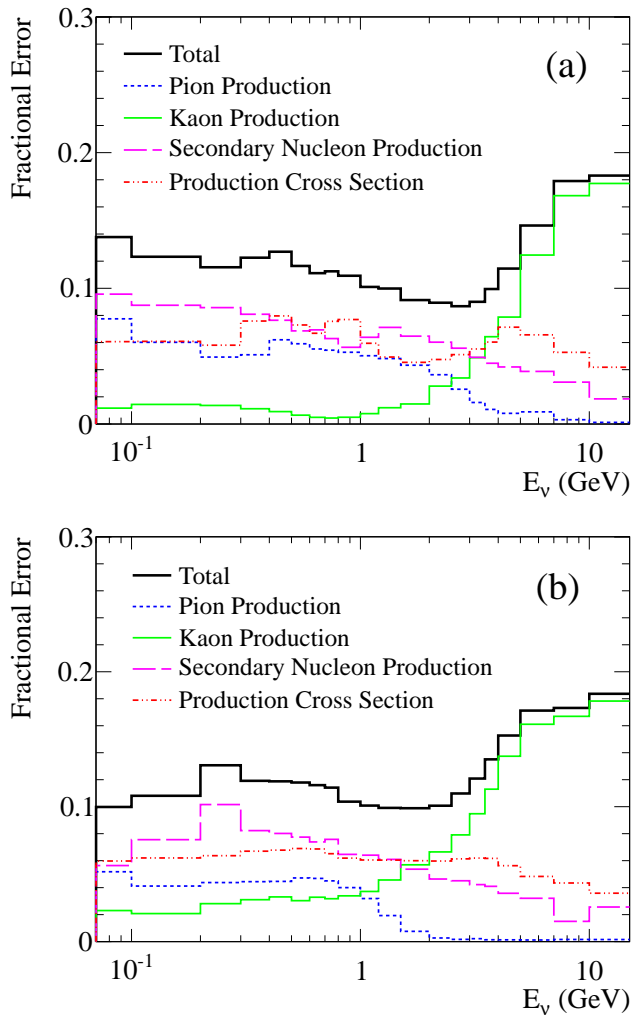 0.3
(a)
Total
Pion Production
Kaon Production
Secondary Nucleon Production
Production Cross Section
0.2
0.1
0
Fractional Error
10⁻¹
1
10
E_ν (GeV)
0.3
(b)
Total
Pion Production
Kaon Production
Secondary Nucleon Production
Production Cross Section
0.2
0.1
0
Fractional Error
10⁻¹
1
10
E_ν (GeV)